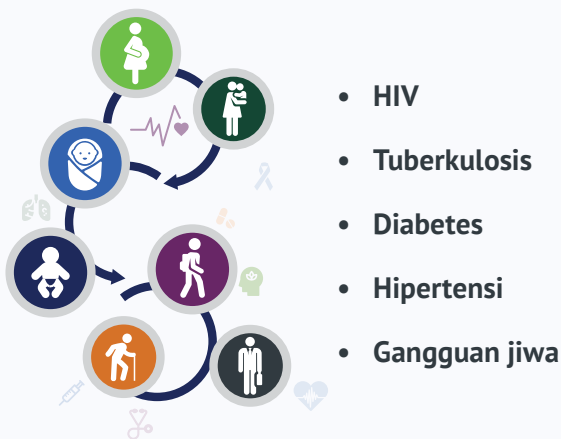 • HIV
• Tuberkulosis
• Diabetes
• Hipertensi
• Gangguan jiwa